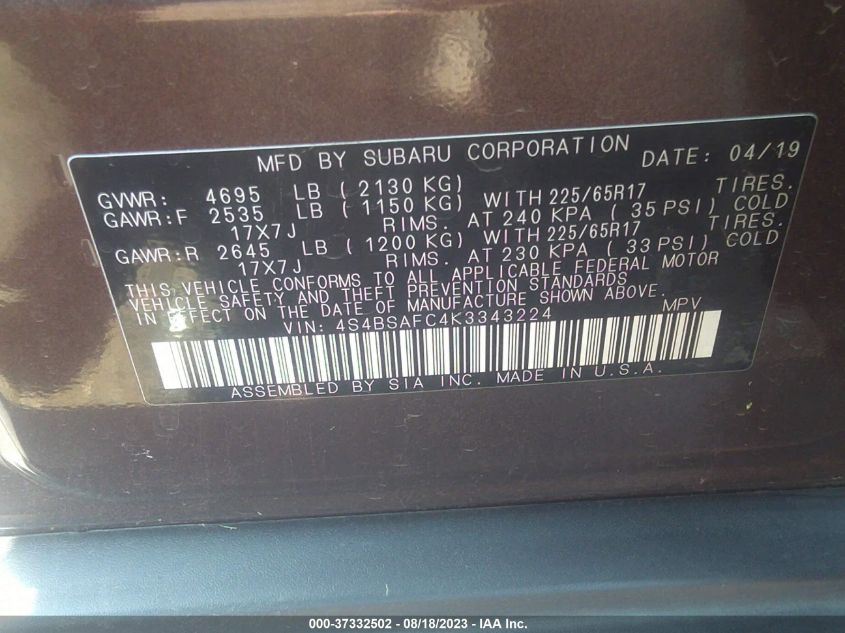 MFD BY SUBARU CORPORATION DATE: 04/19
GVWR: 4695 LB ( 2130 KG)
GAWR:F 2535 LB ( 1150 KG) WITH 225/65R17 TIRES.
17X7J RIMS. AT 240 KPA ( 35 PSI) COLD
GAWR:R 2645 LB ( 1200 KG) WITH 225/65R17 TIRES.
17X7J RIMS. AT 230 KPA ( 33 PSI) COLD
THIS VEHICLE CONFORMS TO ALL APPLICABLE FEDERAL MOTOR
VEHICLE SAFETY AND THEFT PREVENTION STANDARDS
IN EFFECT ON THE DATE OF MANUFACTURE SHOWN ABOVE.
VIN: 4S4BSAFC4K3343224 MPV
ASSEMBLED BY SIA INC. MADE IN U.S.A.
000-37332502 - 08/18/2023 - IAA Inc.